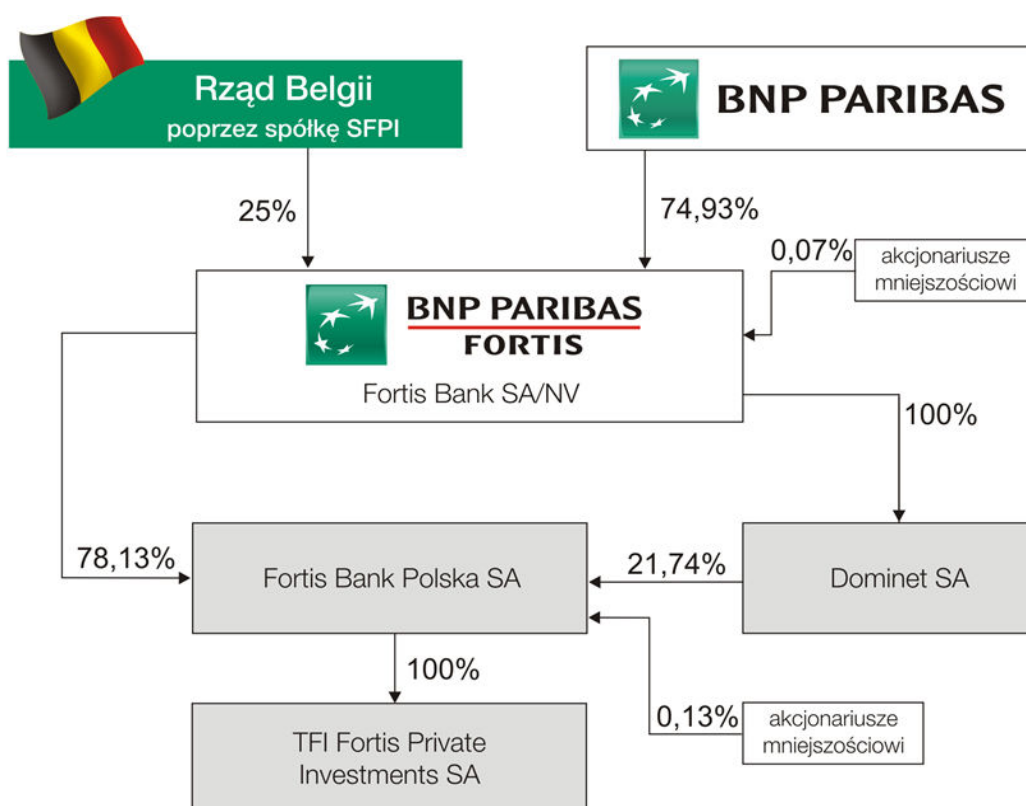 Rząd Belgii
poprzez spółkę SFPI
BNP PARIBAS
25%
74,93%
0,07%
akcjonariusze
mniejszościowi
BNP PARIBAS
FORTIS
Fortis Bank SA/NV
100%
78,13%
Fortis Bank Polska SA
21,74%
Dominet SA
100%
0,13%
akcjonariusze
mniejszościowi
TFI Fortis Private
Investments SA